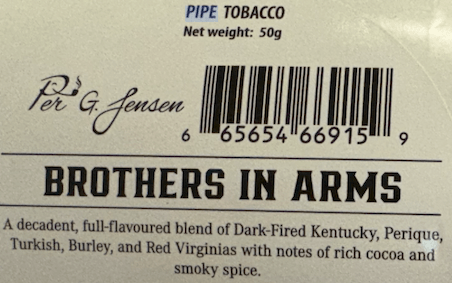 PIPE TOBACCO
Net weight: 50g
Per G. Jensen
6 65654 66915 9
BROTHERS IN ARMS
A decadent, full-flavoured blend of Dark-Fired Kentucky, Perique,
Turkish, Burley, and Red Virginias with notes of rich cocoa and
smoky spice.